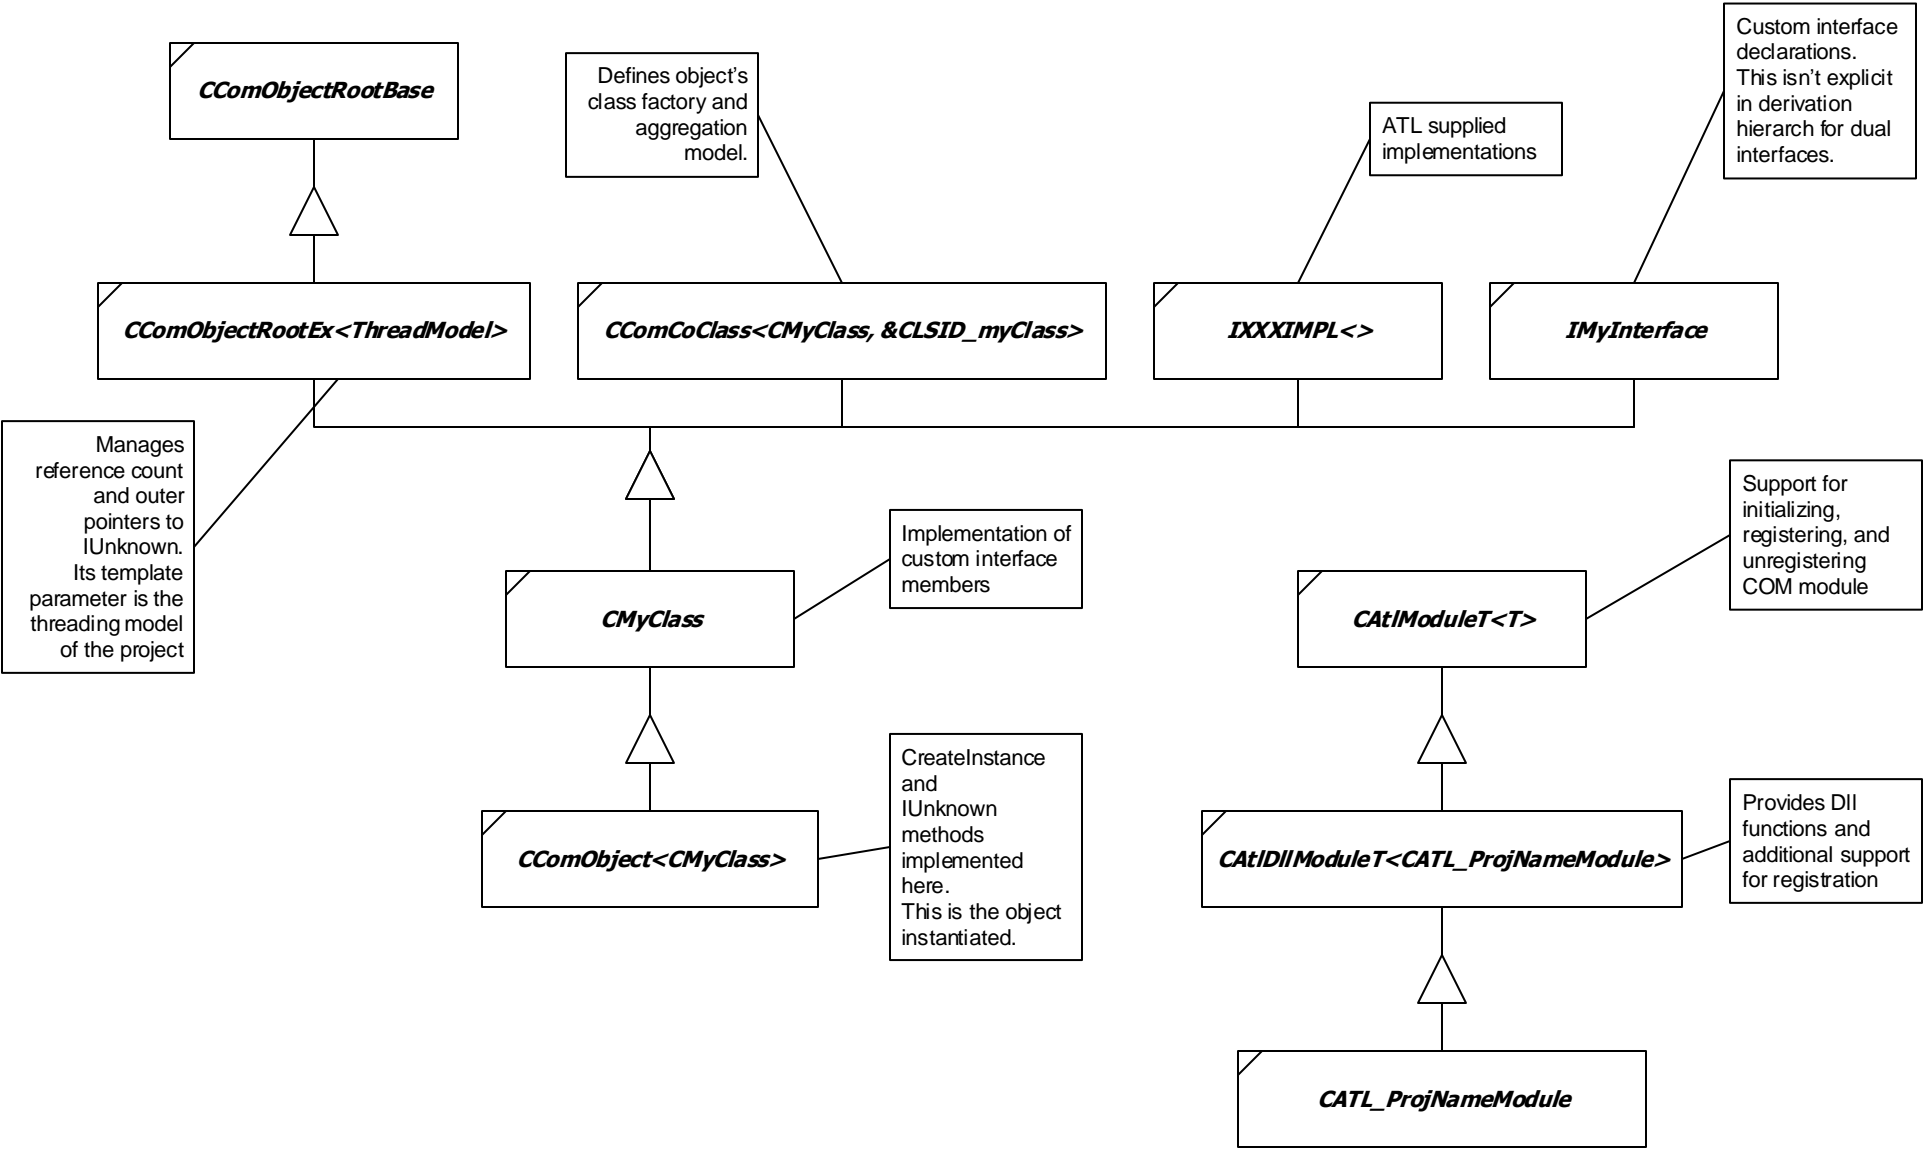 CComObjectRootBase
Defines object's
class factory and
aggregation
model.
ATL supplied
implementations
Custom interface
declarations.
This isn't explicit
in derivation
hierarch for dual
interfaces.
CComObjectRootEx<ThreadModel>
CComCoClass<CMyClass, &CLSID_myClass>
IXXXIMPL<>
IMyInterface
Manages
reference count
and outer
pointers to
IUnknown.
Its template
parameter is the
threading model
of the project
Implementation of
custom interface
members
CMyClass
Support for
initializing,
registering, and
unregistering
COM module
CAtlModuleT<T>
CreateInstance
and
IUnknown
methods
implemented
here.
This is the object
instantiated.
CComObject<CMyClass>
CAtlDllModuleT<CATL_ProjNameModule>
Provides Dll
functions and
additional support
for registration
CATL_ProjNameModule